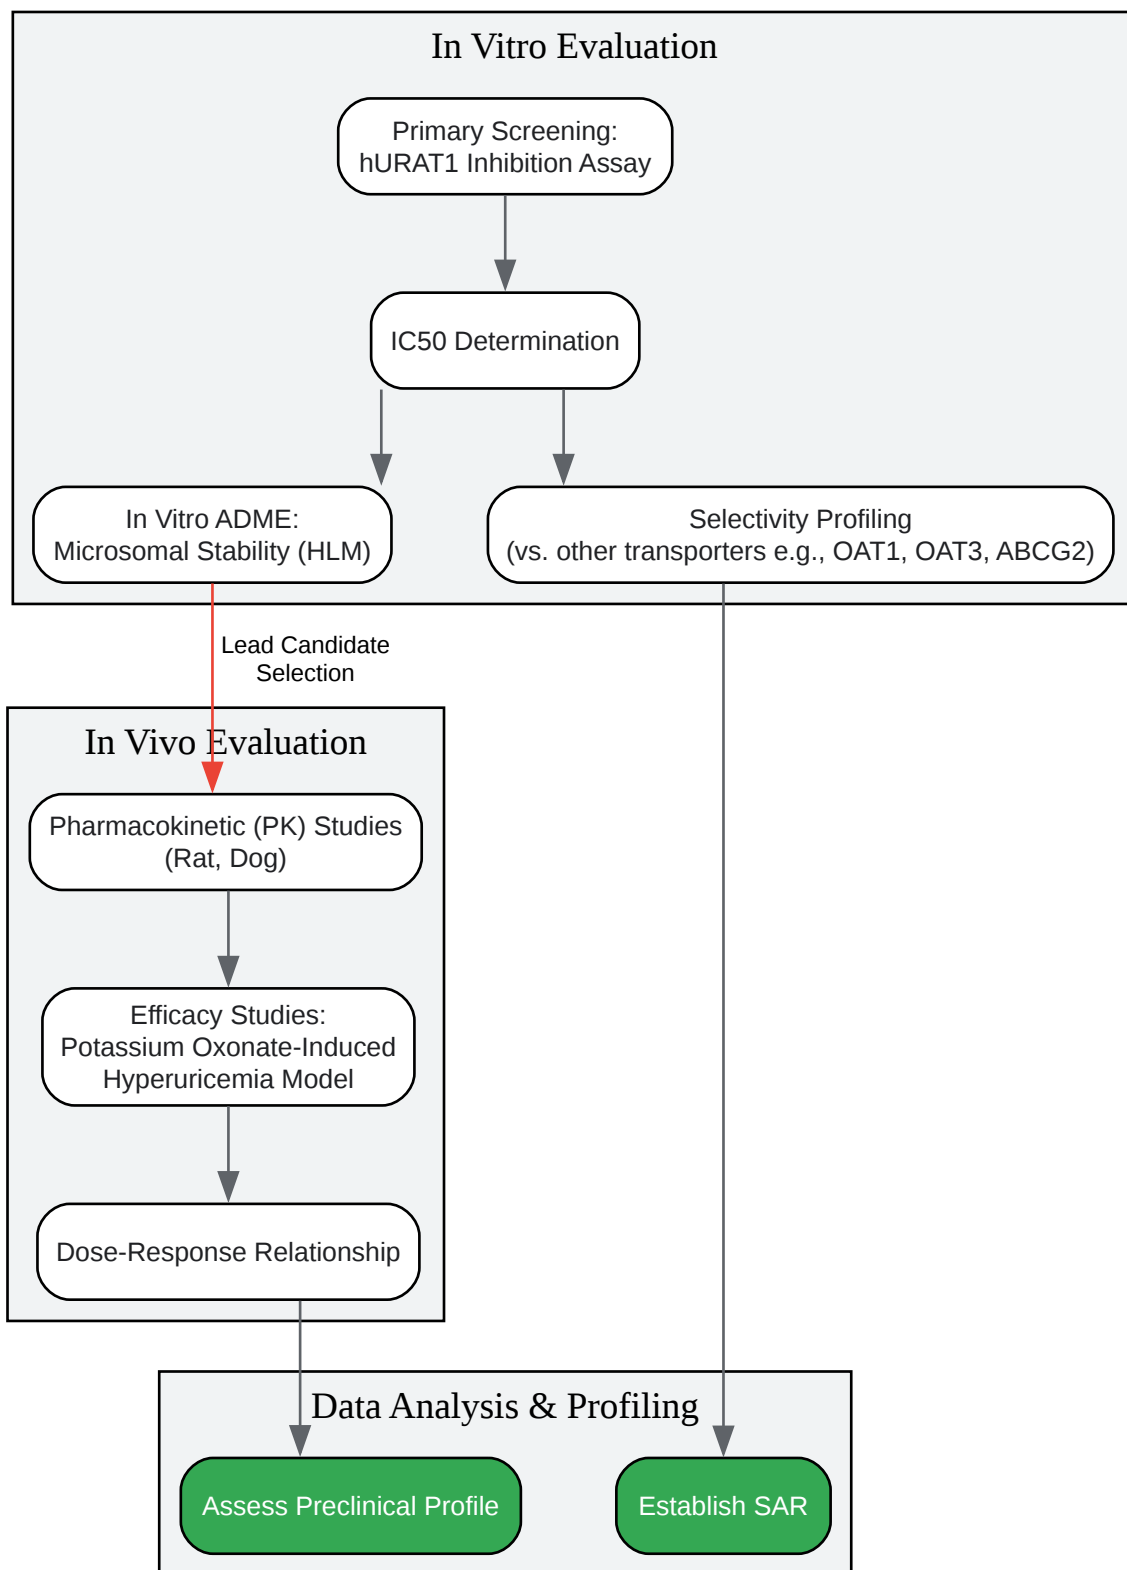 In Vitro Evaluation
Primary Screening:
hURAT1 Inhibition Assay
IC50 Determination
In Vitro ADME:
Microsomal Stability (HLM)
Selectivity Profiling
(vs. other transporters e.g., OAT1, OAT3, ABCG2)
Lead Candidate
Selection
In Vivo Evaluation
Pharmacokinetic (PK) Studies
(Rat, Dog)
Efficacy Studies:
Potassium Oxonate-Induced
Hyperuricemia Model
Dose-Response Relationship
Data Analysis & Profiling
Assess Preclinical Profile
Establish SAR